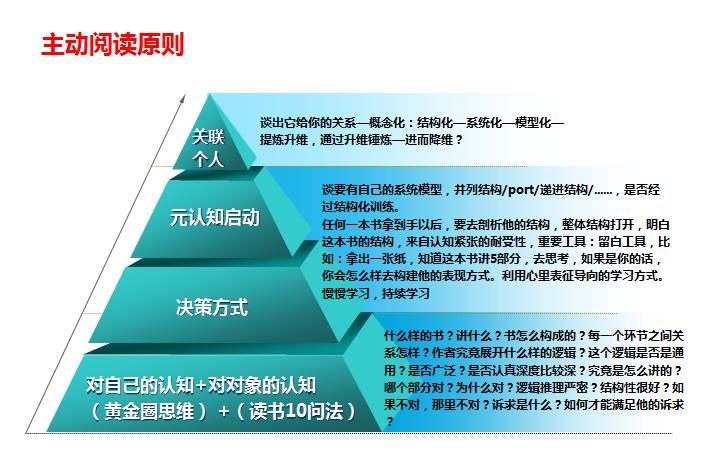 主动阅读原则
关联
个人
谈出它给你的关系—概念化：结构化—系统化—模型化—
提炼升维，通过升维锤炼—进而降维？
元认知启动
谈要有自己的系统模型，并列结构/port/递进结构/......，是否经
过结构化训练。
任何一本书拿到手以后，要去剖析他的结构，整体结构打开，明白
这本书的结构，来自认知紧张的耐受性，重要工具：留白工具，比
如：拿出一张纸，知道这本书讲5部分，去思考，如果是你的话，
你会怎么样去构建他的表现方式。利用心里表征导向的学习方式。
慢慢学习，持续学习
决策方式
什么样的书？讲什么？书怎么构成的？每一个环节之间关
系怎样？作者究竟展开什么样的逻辑？这个逻辑是否是通
用？是否广泛？是否认真深度比较深？究竟是怎么讲的？
哪个部分对？为什么对？逻辑推理严密？结构性很好？如
果不对，那里不对？诉求是什么？如何才能满足他的诉求
？
对自己的认知+对对象的认知
（黄金圈思维）+（读书10问法）